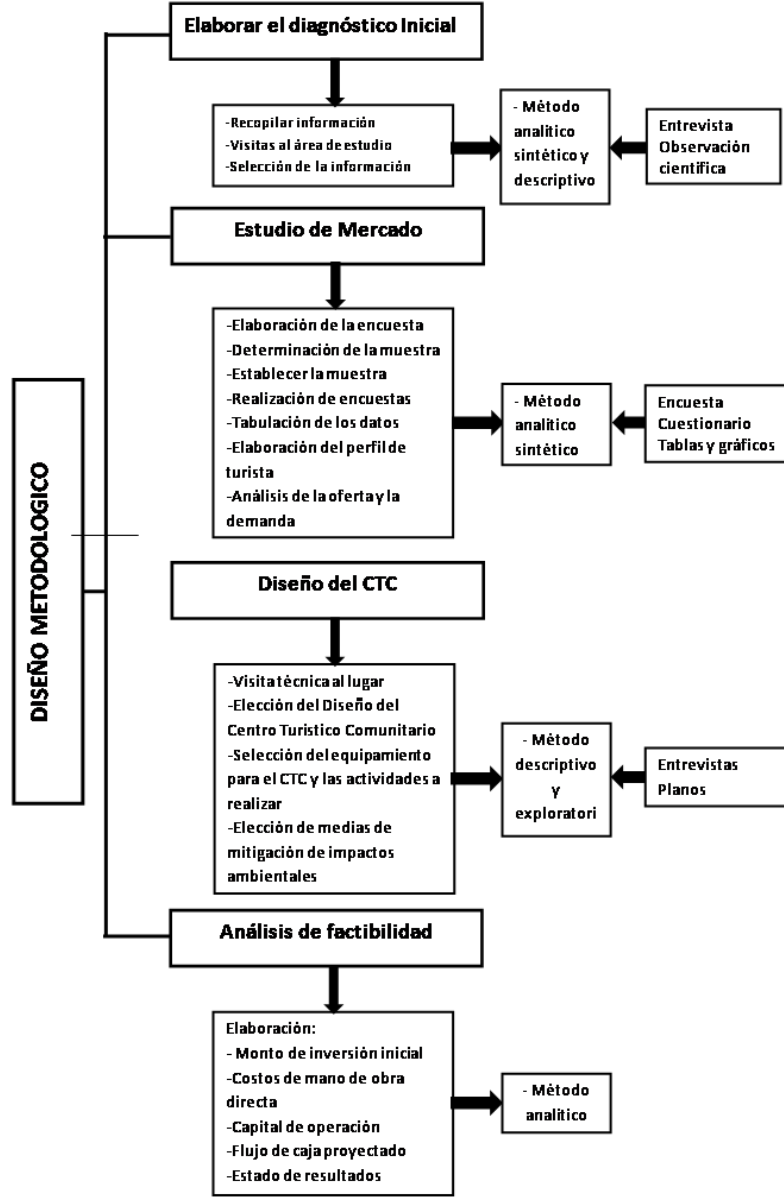 DISEÑO METODOLOGICO
Elaborar el diagnóstico Inicial
-Recopilar información
-Visitas al área de estudio
-Selección de la información
- Método
analitico
sintético y
descriptivo
Entrevista
Observación
científica
Estudio de Mercado
-Elaboración de la encuesta
-Determinación de la muestra
-Establecer la muestra
-Realización de encuestas
-Tabulación de los datos
-Elaboración del perfil de
turista
-Análisis de la oferta y la
demanda
- Método
analitico
sintético
Encuesta
Cuestionario
Tablas y gráficos
Diseño del CTC
-Visita técnica al lugar
-Elección del Diseño del
Centro Turístico Comunitario
-Selección del equipamiento
para el CTC y las actividades a
realizar
-Elección de medias de
mitigación de impactos
ambientales
- Método
descriptivo
y
exploratori
Entrevistas
Planos
Análisis de factibilidad
Elaboración:
- Monto de inversión inicial
-Costos de mano de obra
directa
-Capital de operación
-Flujo de caja proyectado
-Estado de resultados
- Método
analitico